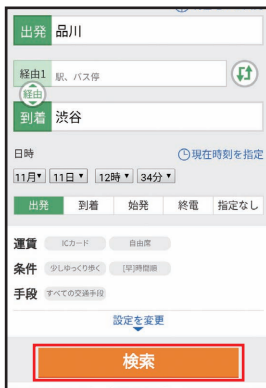 出発 品川
経由1 駅、バス停
経由
到着 渋谷
日時 現在時刻を指定
11月▼ 11日▼ 12時▼ 34分▼
出発 到着 始発 終電 指定なし
運賃 ICカード 自由席
条件 少しゆっくり歩く [早]時間順
手段 すべての交通手段
設定を変更
検索